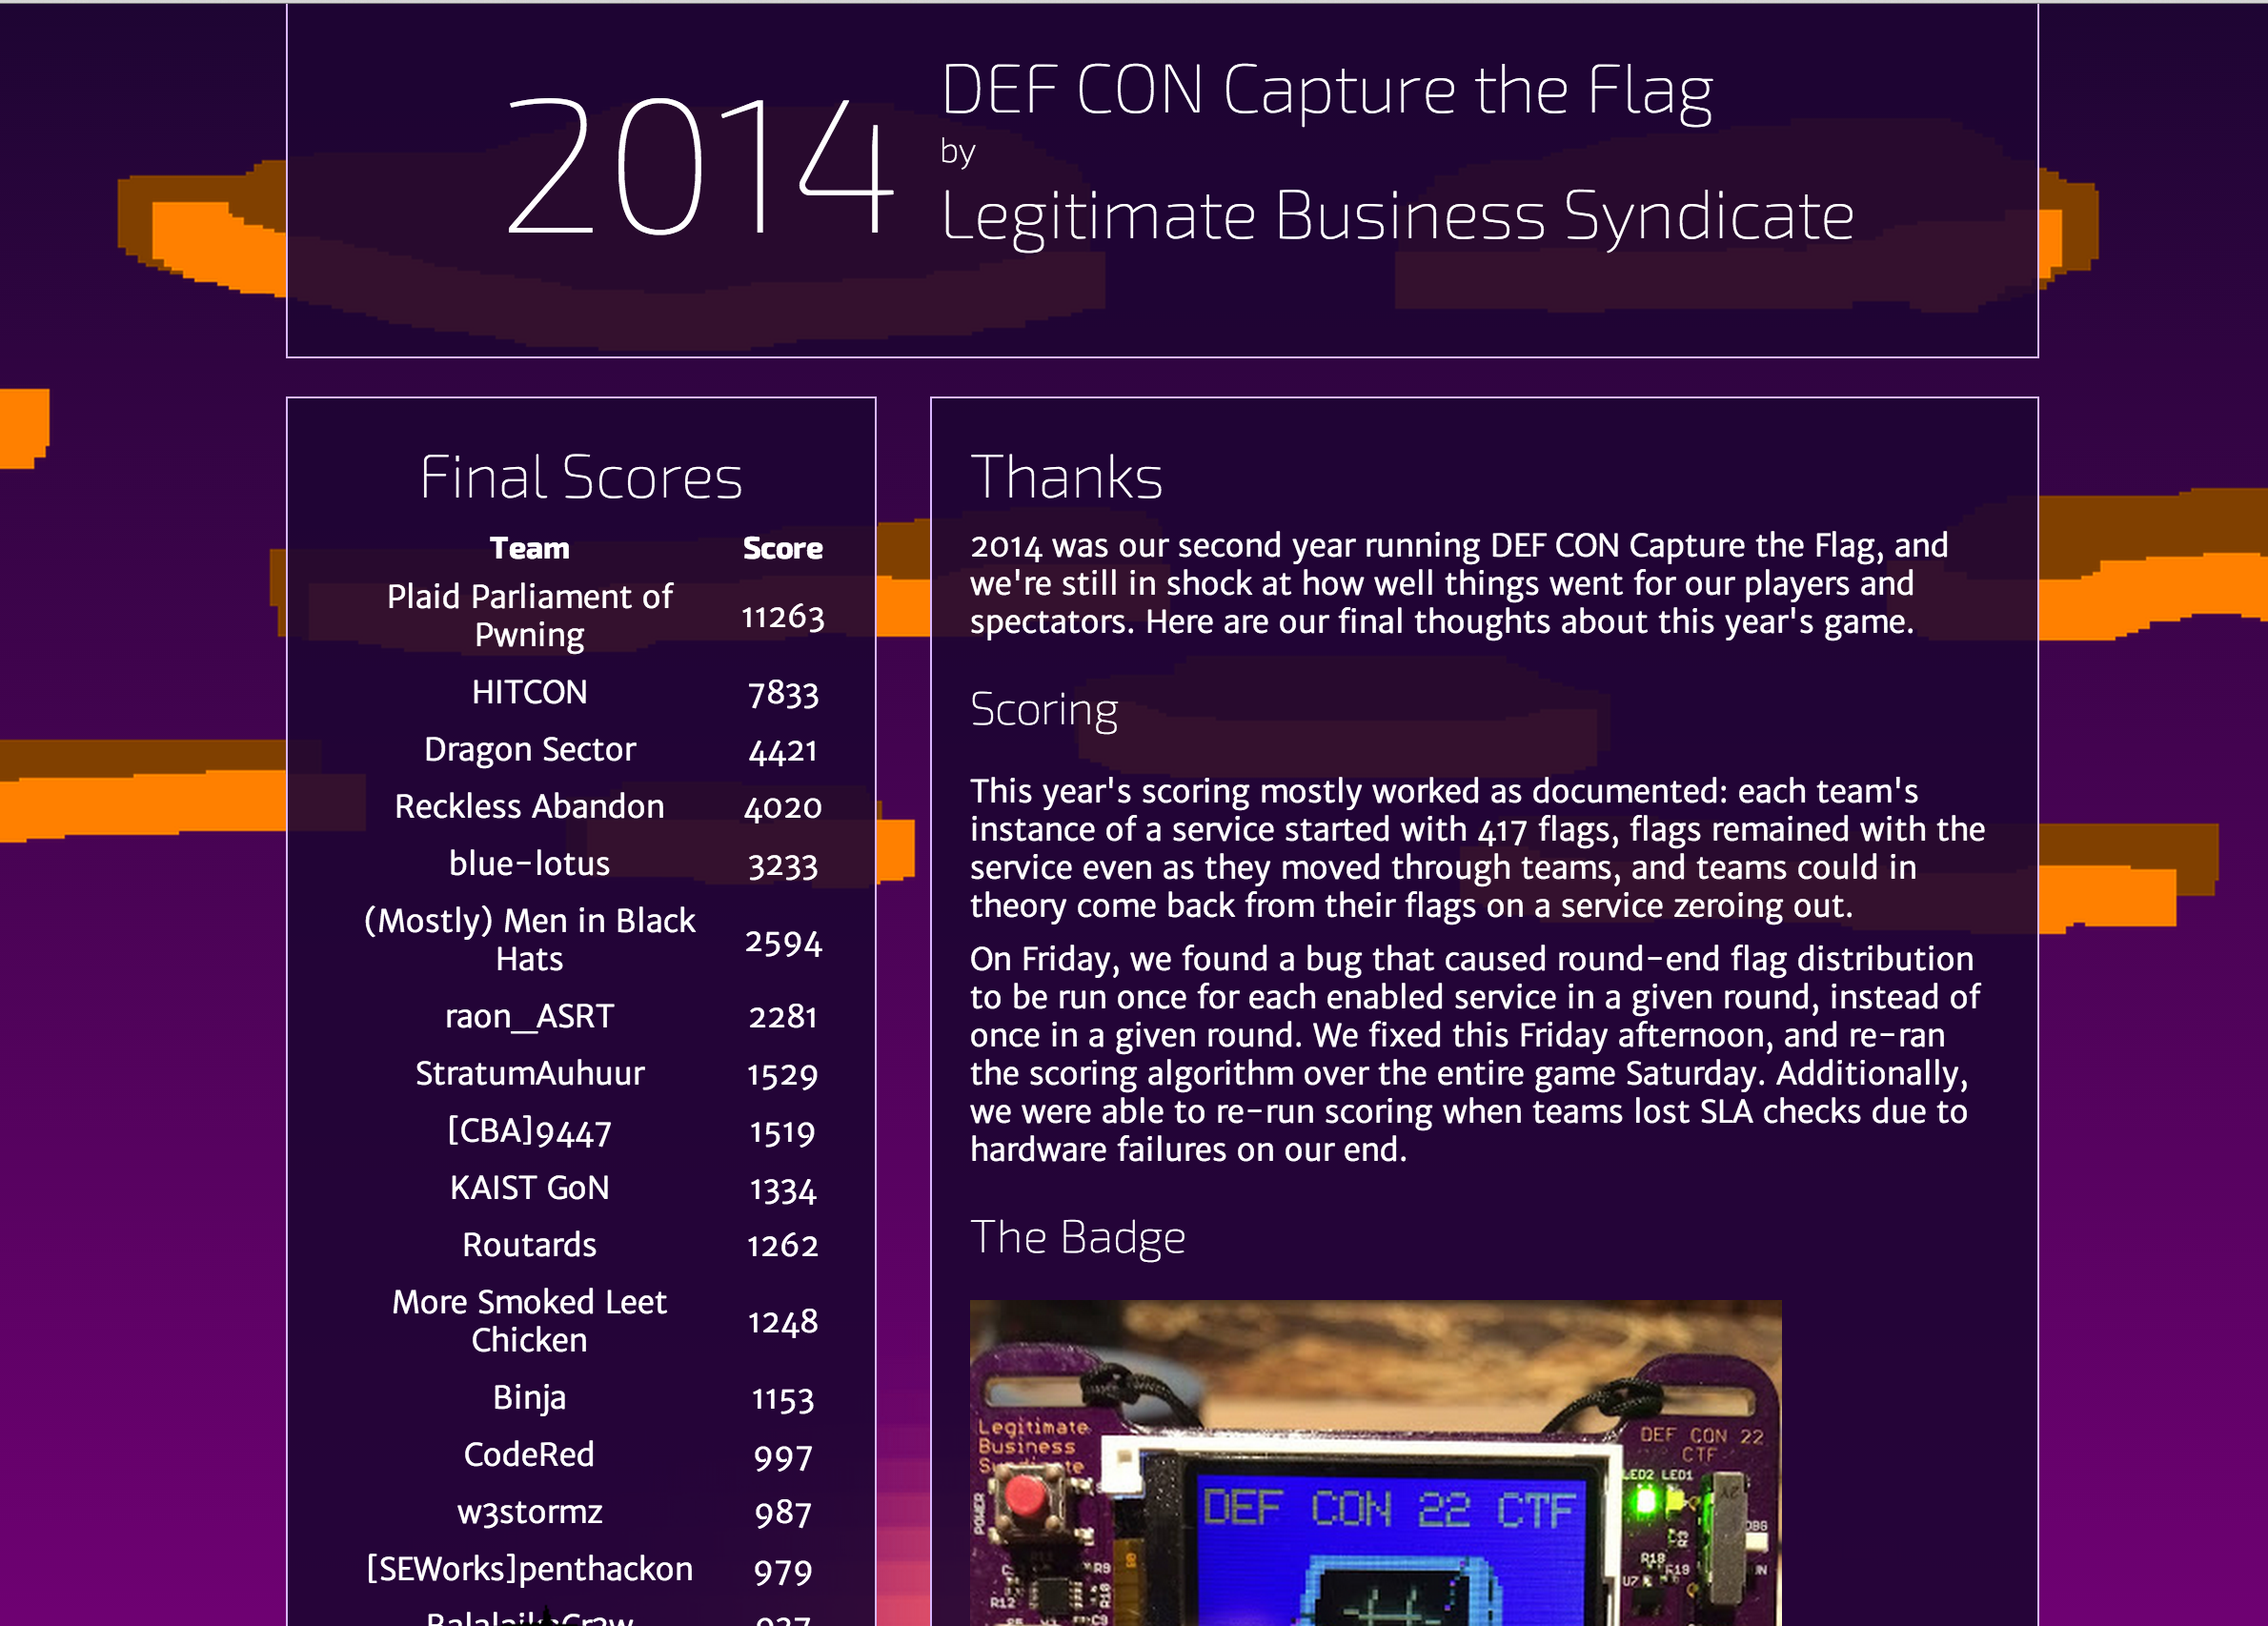 2014
DEF CON Capture the Flag
by
Legitimate Business Syndicate
Final Scores
Team Score
Plaid Parliament of
Pwning 11263
HITCON 7833
Dragon Sector 4421
Reckless Abandon 4020
blue-lotus 3233
(Mostly) Men in Black
Hats 2594
raon_ASRT 2281
StratumAuhuur 1529
[CBA]9447 1519
KAIST GoN 1334
Routards 1262
More Smoked Leet
Chicken 1248
Binja 1153
CodeRed 997
w3stormz 987
[SEWorks]penthackon 979
Thanks
2014 was our second year running DEF CON Capture the Flag, and
we're still in shock at how well things went for our players and
spectators. Here are our final thoughts about this year's game.
Scoring
This year's scoring mostly worked as documented: each team's
instance of a service started with 417 flags, flags remained with the
service even as they moved through teams, and teams could in
theory come back from their flags on a service zeroing out.
On Friday, we found a bug that caused round-end flag distribution
to be run once for each enabled service in a given round, instead of
once in a given round. We fixed this Friday afternoon, and re-ran
the scoring algorithm over the entire game Saturday. Additionally,
we were able to re-run scoring when teams lost SLA checks due to
hardware failures on our end.
The Badge
Legitimate
Business
Syndicate
POWER
DEF CON 22
CTF
LED2 LED1
DEF CON 22 CTF
R9
R10
R12
C9
R18
R19
U7